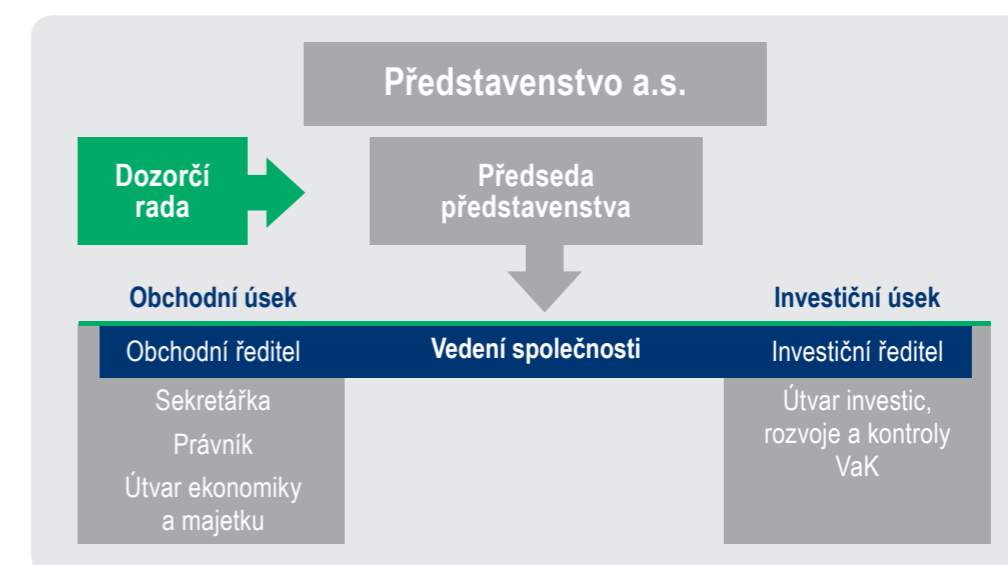 Představenstvo a.s.
Dozorčí
rada
Předseda
představenstva
Obchodní úsek
Investiční úsek
Obchodní ředitel
Vedení společnosti
Investiční ředitel
Sekretářka
Právník
Útvar ekonomiky
a majetku
Útvar investic,
rozvoje a kontroly
VaK